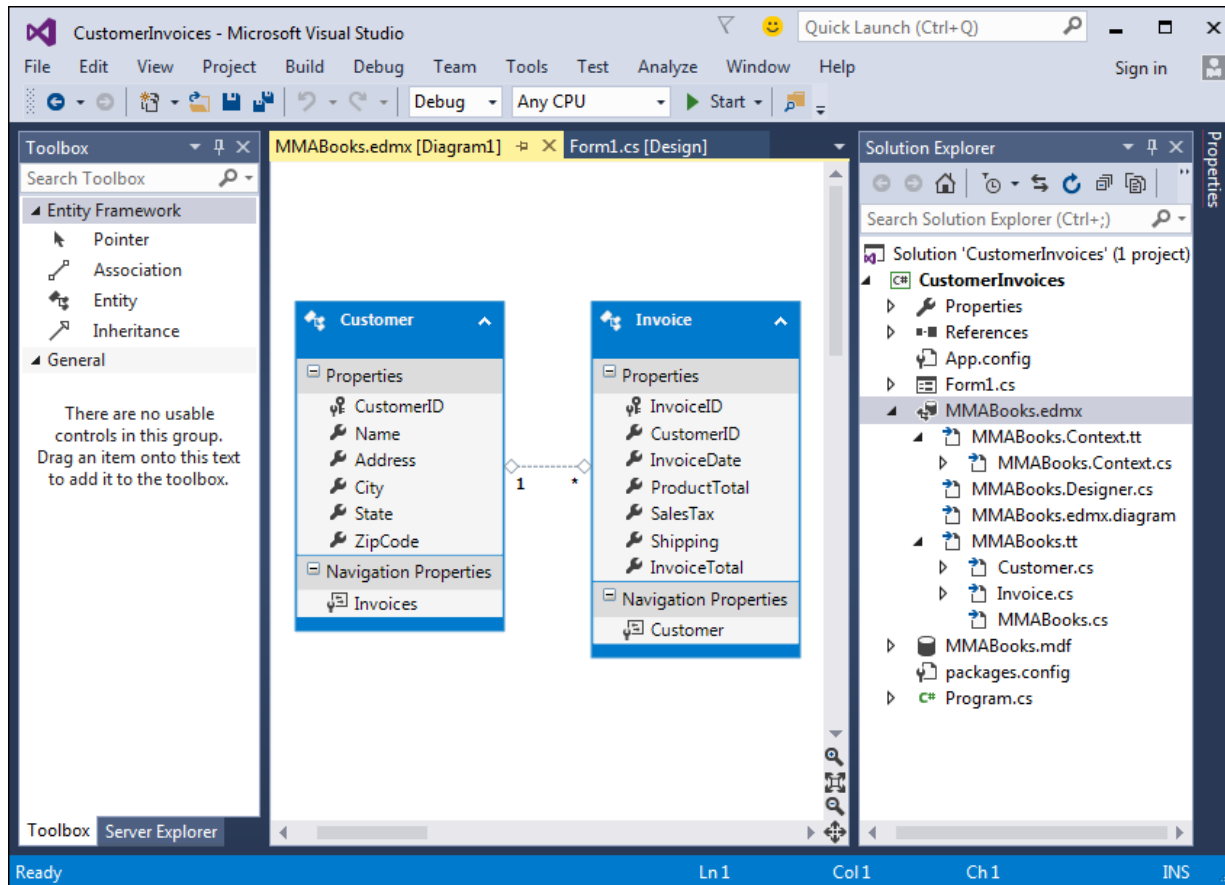 CustomerInvoices - Microsoft Visual Studio
Quick Launch (Ctrl+Q)
File Edit View Project Build Debug Team Tools Test Analyze Window Help Sign in
Debug Any CPU Start
Toolbox
Search Toolbox
Entity Framework
Pointer
Association
Entity
Inheritance
General
There are no usable
controls in this group.
Drag an item onto this text
to add it to the toolbox.
Toolbox Server Explorer
MMABooks.edmx [Diagram1] Form1.cs [Design]
Customer
Properties
CustomerID
Name
Address
City
State
ZipCode
Navigation Properties
Invoices
1 *
Invoice
Properties
InvoiceID
CustomerID
InvoiceDate
ProductTotal
SalesTax
Shipping
InvoiceTotal
Navigation Properties
Customer
Solution Explorer
Search Solution Explorer (Ctrl+;)
Solution 'CustomerInvoices' (1 project)
C# CustomerInvoices
Properties
References
App.config
Form1.cs
MMABooks.edmx
MMABooks.Context.tt
MMABooks.Context.cs
MMABooks.Designer.cs
MMABooks.edmx.diagram
MMABooks.tt
Customer.cs
Invoice.cs
MMABooks.cs
MMABooks.mdf
packages.config
C# Program.cs
Properties
Ready Ln 1 Col 1 Ch 1 INS